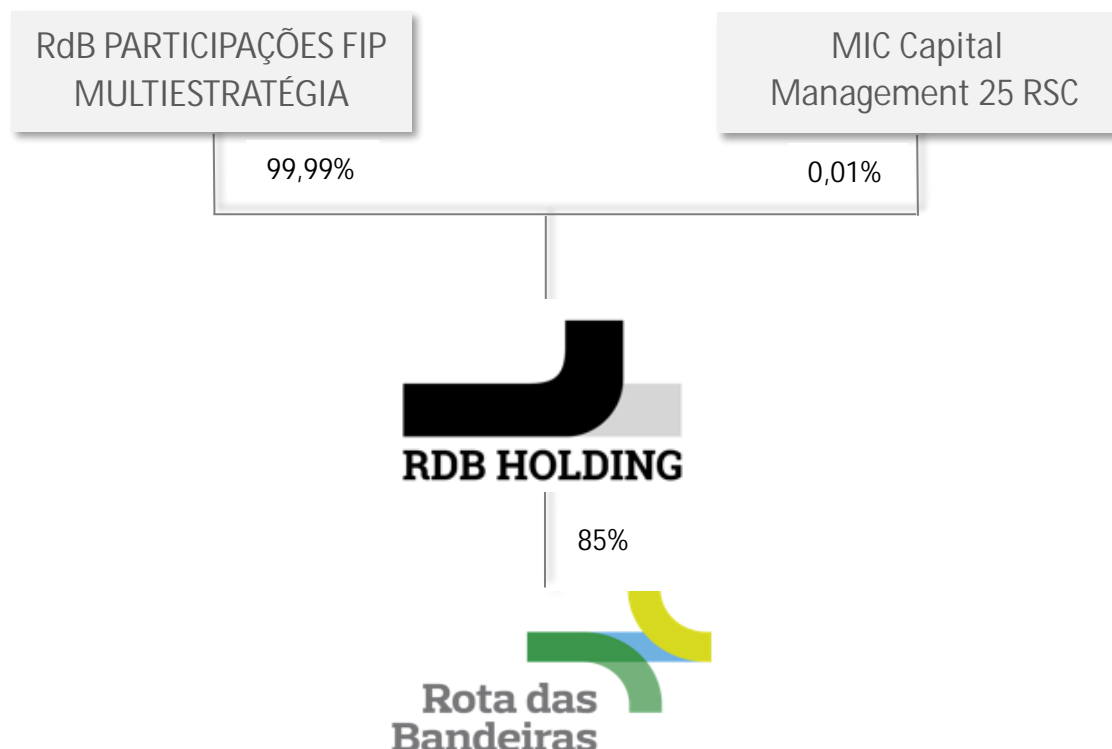 RdB PARTICIPAÇÕES FIP
MULTIESTRATÉGIA
MIC Capital
Management 25 RSC
99,99%
0,01%
RDB HOLDING
85%
Rota das
Bandeiras